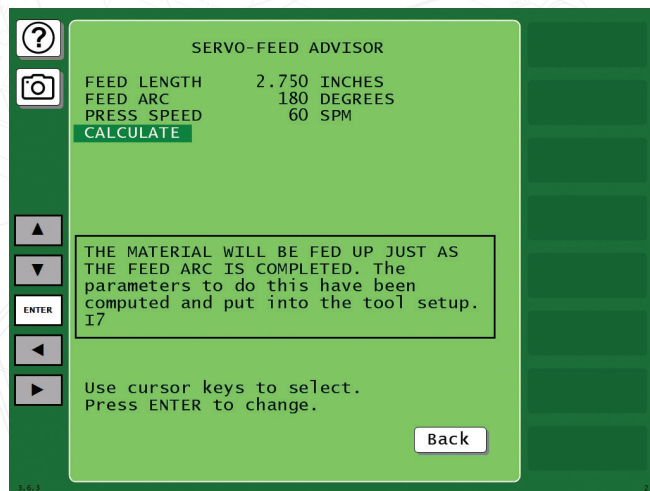 ?
SERVO-FEED ADVISOR
FEED LENGTH 2.750 INCHES
FEED ARC 180 DEGREES
PRESS SPEED 60 SPM
CALCULATE
THE MATERIAL WILL BE FED UP JUST AS
THE FEED ARC IS COMPLETED. The
parameters to do this have been
computed and put into the tool setup.
I7
ENTER
Use cursor keys to select.
Press ENTER to change.
Back
3.6.3
2